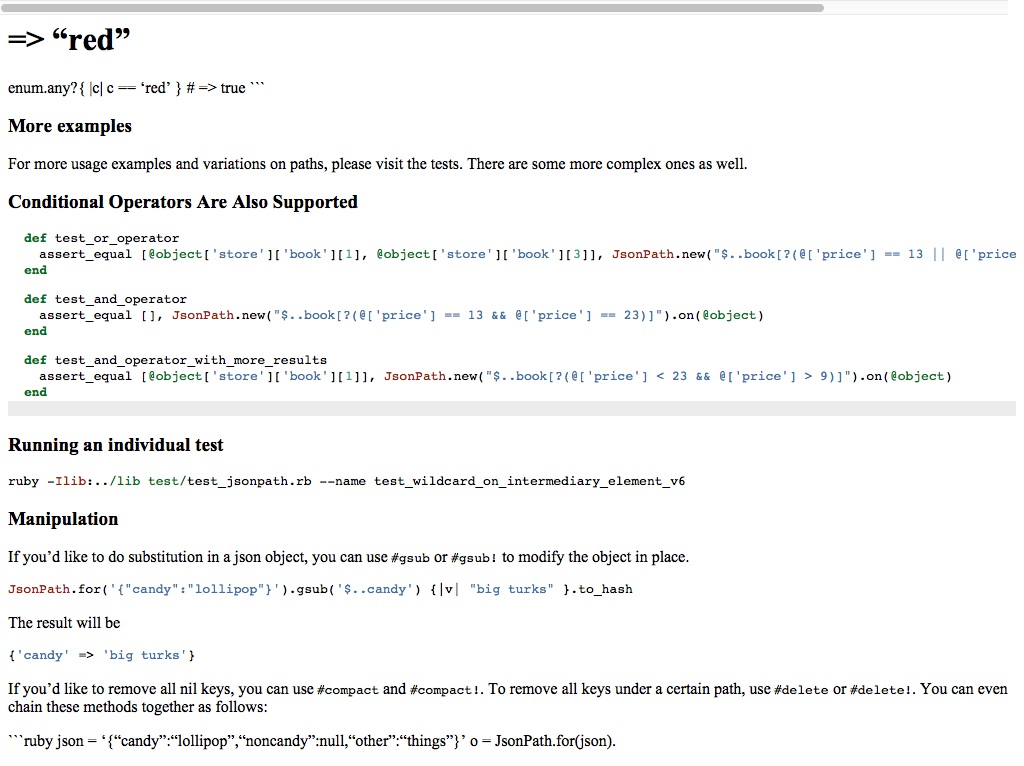 => “red”
enum.any?{ |c| c == ‘red’ } # => true ```
More examples
For more usage examples and variations on paths, please visit the tests. There are some more complex ones as well.
Conditional Operators Are Also Supported
def test_or_operator
assert_equal [@object['store']['book'][1], @object['store']['book'][3]], JsonPath.new("$..book[?(@['price'] == 13 || @['price
end
def test_and_operator
assert_equal [], JsonPath.new("$..book[?(@['price'] == 13 && @['price'] == 23)]").on(@object)
end
def test_and_operator_with_more_results
assert_equal [@object['store']['book'][1]], JsonPath.new("$..book[?(@['price'] < 23 && @['price'] > 9)]").on(@object)
end
Running an individual test
ruby -Ilib:../lib test/test_jsonpath.rb --name test_wildcard_on_intermediary_element_v6
Manipulation
If you’d like to do substitution in a json object, you can use #gsub or #gsub! to modify the object in place.
JsonPath.for('{"candy":"lollipop"}').gsub('$..candy') {|v| "big turks" }.to_hash
The result will be
{'candy' => 'big turks'}
If you’d like to remove all nil keys, you can use #compact and #compact!. To remove all keys under a certain path, use #delete or #delete!. You can even
chain these methods together as follows:
```ruby json = ‘{“candy”:“lollipop”,“noncandy”:null,“other”:“things”}’ o = JsonPath.for(json).